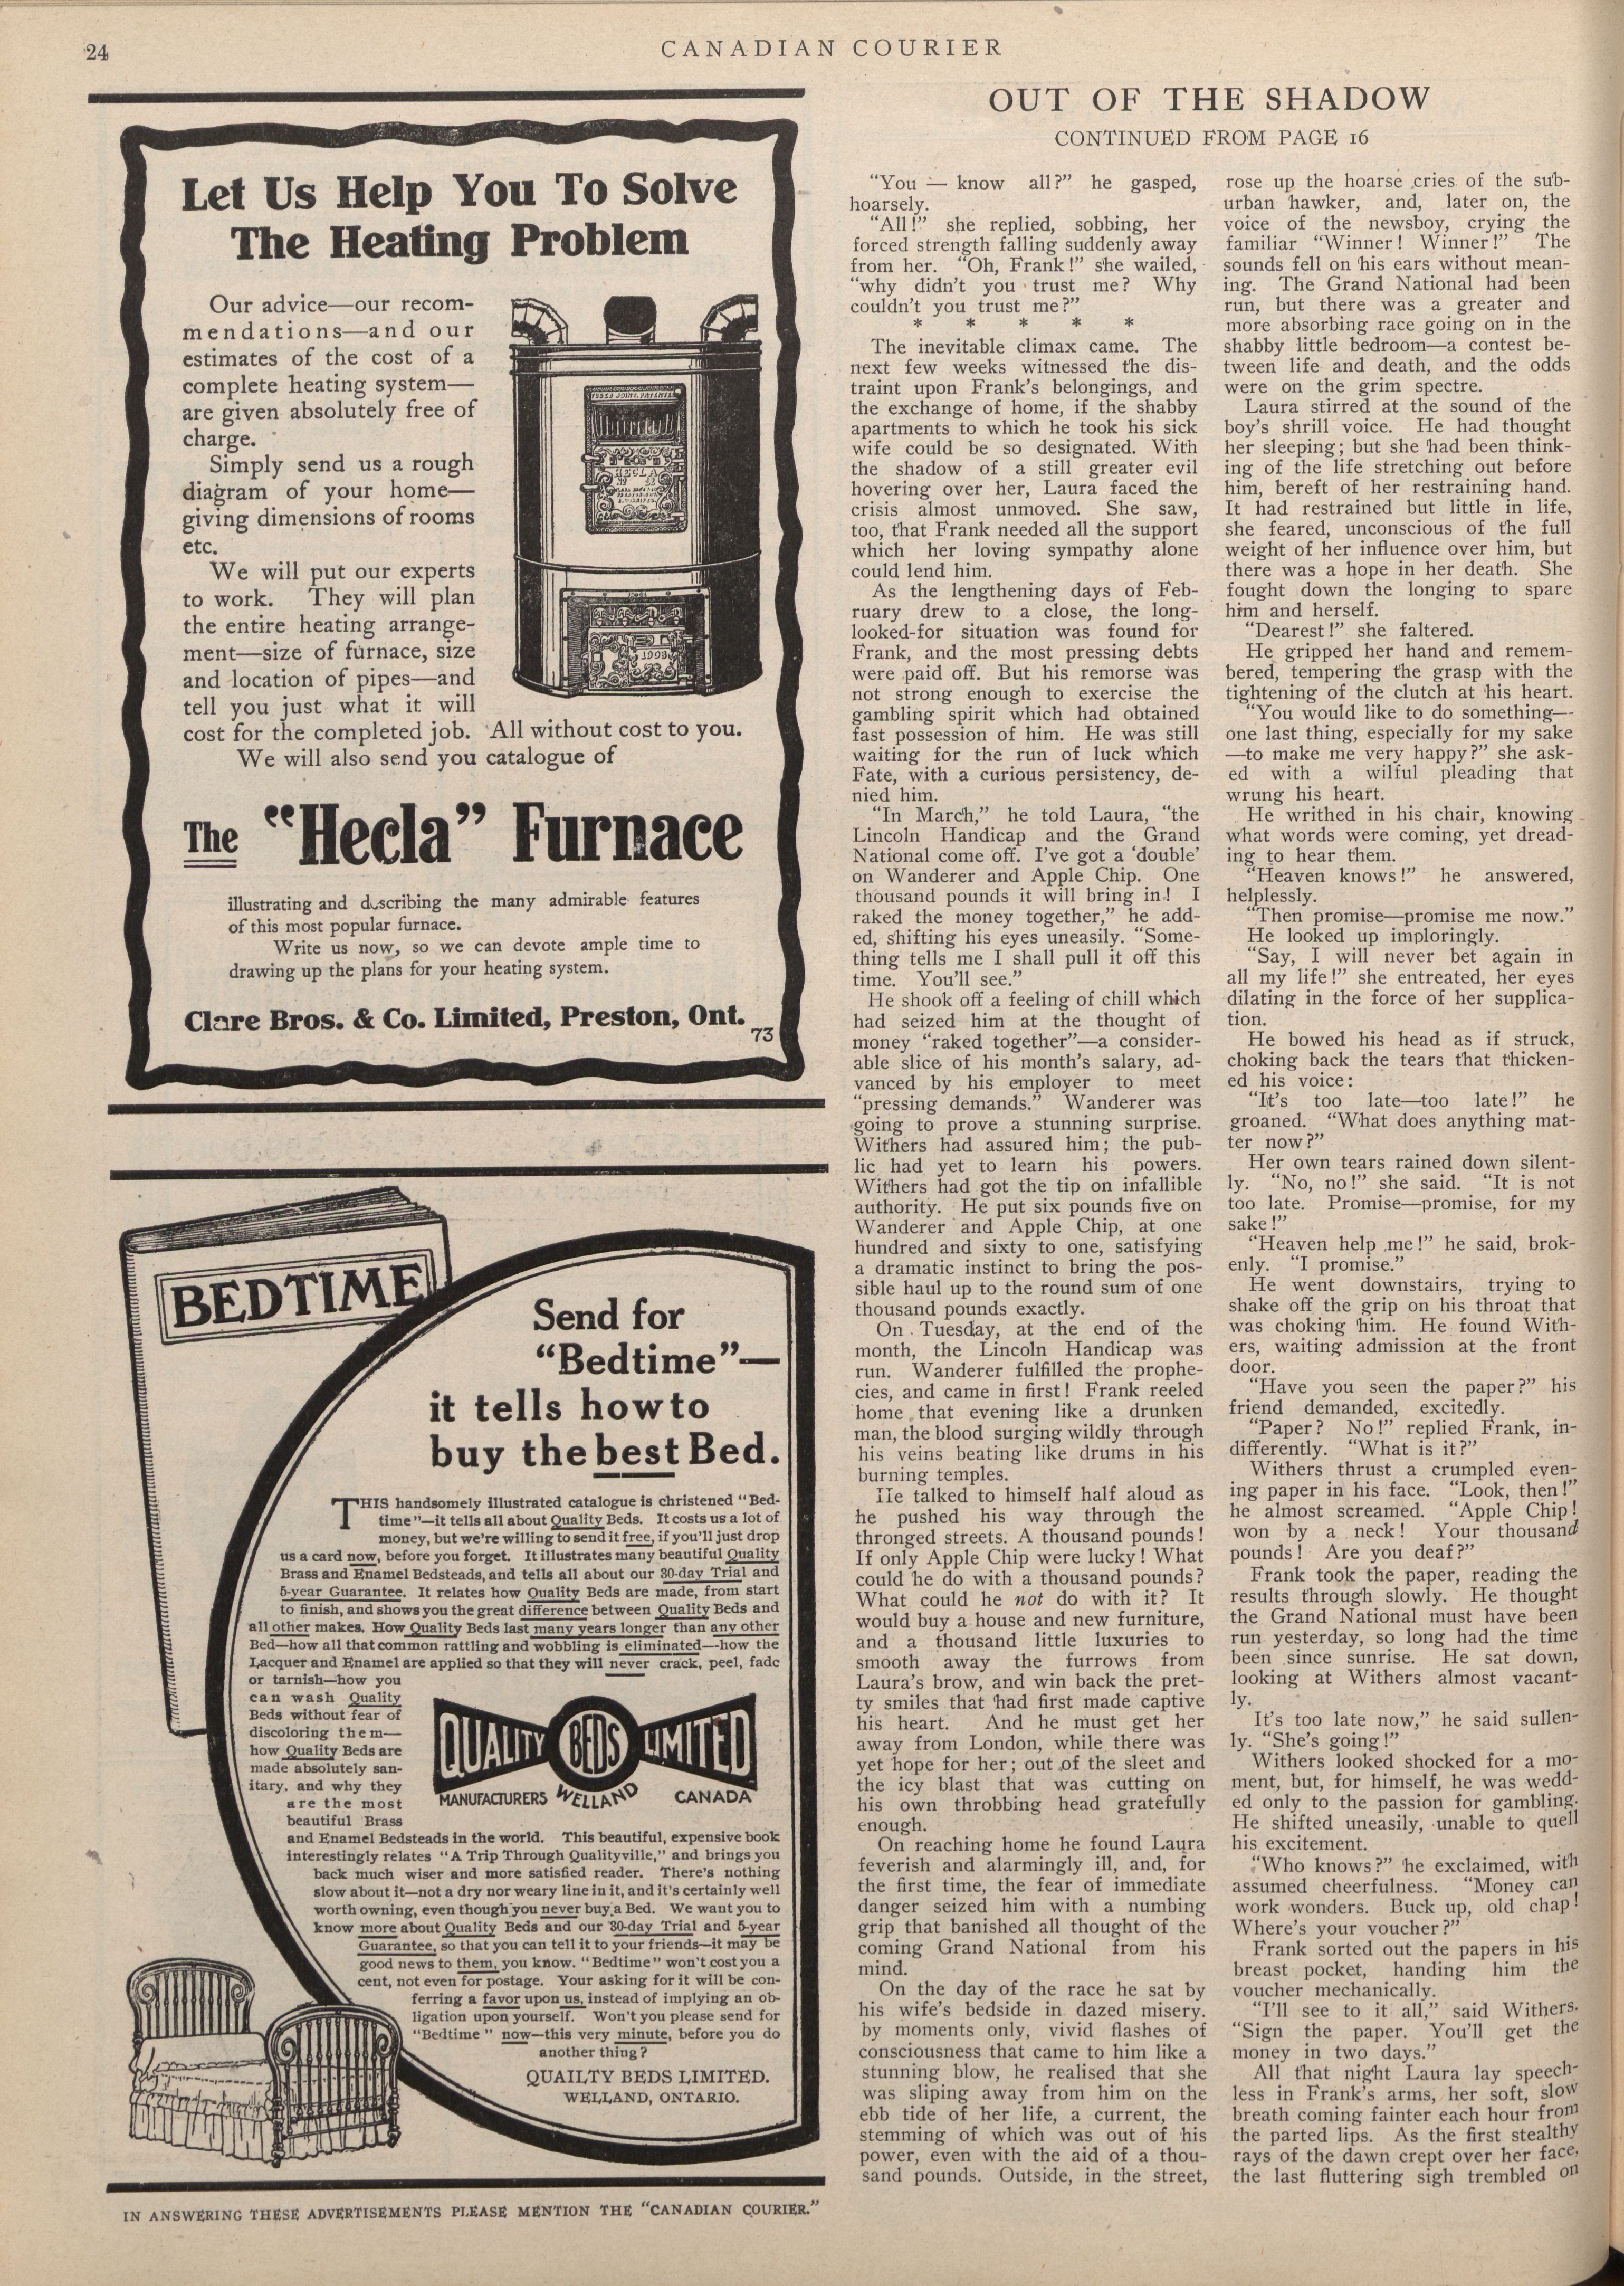 24
CANADIAN COURIER
Let Us Help You To Solve
The Heating Problem
Our advice—our recom-
mendations—and our
estimates of the cost of a
complete heating system—
are given absolutely free of
charge.
Simply send us a rough
diagram of your home—
giving dimensions of rooms
etc.
We will put our experts
to work. They will plan
the entire heating arrange-
ment—size of furnace, size
and location of pipes—and
tell you just what it will
cost for the completed job. All without cost to you.
We will also send you catalogue of
HECLA
1908
The "Hecla" Furnace
illustrating and describing the many admirable features
of this most popular furnace.
Write us now, so we can devote ample time to
drawing up the plans for your heating system.
Clare Bros. & Co. Limited, Preston, Ont.
73
BEDTIME
Send for
"Bedtime"—
it tells how to
buy the best Bed.
THIS handsomely illustrated catalogue is christened "Bed-
time"—it tells all about Quality Beds. It costs us a lot of
money, but we're willing to send it free, if you'll just drop
us a card now, before you forget. It illustrates many beautiful Quality
Brass and Enamel Bedsteads, and tells all about our 30-day Trial and
5-year Guarantee. It relates how Quality Beds are made, from start
to finish, and shows you the great difference between Quality Beds and
all other makes. How Quality Beds last many years longer than any other
Bed—how all that common rattling and wobbling is eliminated—how the
Lacquer and Enamel are applied so that they will never crack, peel, fade
or tarnish—how you
can wash Quality
Beds without fear of
discoloring them—
how Quality Beds are
made absolutely san-
itary, and why they
are the most
beautiful Brass
QUALITY BEDS LIMITED
MANUFACTURERS WELLAND CANADA
and Enamel Bedsteads in the world. This beautiful, expensive book
interestingly relates "A Trip Through Qualityville," and brings you
back much wiser and more satisfied reader. There's nothing
slow about it—not a dry nor weary line in it, and it's certainly well
worth owning, even though you never buy a Bed. We want you to
know more about Quality Beds and our 30-day Trial and 5-year
Guarantee, so that you can tell it to your friends—it may be
good news to them, you know. "Bedtime" won't cost you a
cent, not even for postage. Your asking for it will be con-
ferring a favor upon us, instead of implying an ob-
ligation upon yourself. Won't you please send for
"Bedtime" now—this very minute, before you do
another thing?
QUAILTY BEDS LIMITED.
WELLAND, ONTARIO.
IN ANSWERING THESE ADVERTISEMENTS PLEASE MENTION THE "CANADIAN COURIER."
OUT OF THE SHADOW
CONTINUED FROM PAGE 16
"You — know all?" he gasped,
hoarsely.
"All!" she replied, sobbing, her
forced strength falling suddenly away
from her. "Oh, Frank!" she wailed,
"why didn't you trust me? Why
couldn't you trust me?"
* * * * *
The inevitable climax came. The
next few weeks witnessed the dis-
traint upon Frank's belongings, and
the exchange of home, if the shabby
apartments to which he took his sick
wife could be so designated. With
the shadow of a still greater evil
hovering over her, Laura faced the
crisis almost unmoved. She saw,
too, that Frank needed all the support
which her loving sympathy alone
could lend him.
As the lengthening days of Feb-
ruary drew to a close, the long-
looked-for situation was found for
Frank, and the most pressing debts
were paid off. But his remorse was
not strong enough to exercise the
gambling spirit which had obtained
fast possession of him. He was still
waiting for the run of luck which
Fate, with a curious persistency, de-
nied him.
"In March," he told Laura, "the
Lincoln Handicap and the Grand
National come off. I've got a 'double'
on Wanderer and Apple Chip. One
thousand pounds it will bring in! I
raked the money together," he add-
ed, shifting his eyes uneasily. "Some-
thing tells me I shall pull it off this
time. You'll see."
He shook off a feeling of chill which
had seized him at the thought of
money "raked together"—a consider-
able slice of his month's salary, ad-
vanced by his employer to meet
"pressing demands." Wanderer was
going to prove a stunning surprise.
Withers had assured him; the pub-
lic had yet to learn his powers.
Withers had got the tip on infallible
authority. He put six pounds five on
Wanderer and Apple Chip, at one
hundred and sixty to one, satisfying
a dramatic instinct to bring the pos-
sible haul up to the round sum of one
thousand pounds exactly.
On Tuesday, at the end of the
month, the Lincoln Handicap was
run. Wanderer fulfilled the prophe-
cies, and came in first! Frank reeled
home that evening like a drunken
man, the blood surging wildly through
his veins beating like drums in his
burning temples.
He talked to himself half aloud as
he pushed his way through the
thronged streets. A thousand pounds!
If only Apple Chip were lucky! What
could he do with a thousand pounds?
What could he not do with it? It
would buy a house and new furniture,
and a thousand little luxuries to
smooth away the furrows from
Laura's brow, and win back the pret-
ty smiles that had first made captive
his heart. And he must get her
away from London, while there was
yet hope for her; out of the sleet and
the icy blast that was cutting on
his own throbbing head gratefully
enough.
On reaching home he found Laura
feverish and alarmingly ill, and, for
the first time, the fear of immediate
danger seized him with a numbing
grip that banished all thought of the
coming Grand National from his
mind.
On the day of the race he sat by
his wife's bedside in dazed misery.
by moments only, vivid flashes of
consciousness that came to him like a
stunning blow, he realised that she
was sliping away from him on the
ebb tide of her life, a current, the
stemming of which was out of his
power, even with the aid of a thou-
sand pounds. Outside, in the street,
rose up the hoarse cries of the sub-
urban hawker, and, later on, the
voice of the newsboy, crying the
familiar "Winner! Winner!" The
sounds fell on his ears without mean-
ing. The Grand National had been
run, but there was a greater and
more absorbing race going on in the
shabby little bedroom—a contest be-
tween life and death, and the odds
were on the grim spectre.
Laura stirred at the sound of the
boy's shrill voice. He had thought
her sleeping; but she had been think-
ing of the life stretching out before
him, bereft of her restraining hand.
It had restrained but little in life,
she feared, unconscious of the full
weight of her influence over him, but
there was a hope in her death. She
fought down the longing to spare
him and herself.
"Dearest!" she faltered.
He gripped her hand and remem-
bered, tempering the grasp with the
tightening of the clutch at his heart.
"You would like to do something—
one last thing, especially for my sake
—to make me very happy?" she ask-
ed with a wilful pleading that
wrung his heart.
He writhed in his chair, knowing
what words were coming, yet dread-
ing to hear them.
"Heaven knows!" he answered,
helplessly.
"Then promise—promise me now."
He looked up imploringly.
"Say, I will never bet again in
all my life!" she entreated, her eyes
dilating in the force of her supplica-
tion.
He bowed his head as if struck,
choking back the tears that thicken-
ed his voice:
"It's too late—too late!" he
groaned. "What does anything mat-
ter now?"
Her own tears rained down silent-
ly. "No, no!" she said. "It is not
too late. Promise—promise, for my
sake!"
"Heaven help me!" he said, brok-
enly. "I promise."
He went downstairs, trying to
shake off the grip on his throat that
was choking him. He found With-
ers, waiting admission at the front
door.
"Have you seen the paper?" his
friend demanded, excitedly.
"Paper? No!" replied Frank, in-
differently. "What is it?"
Withers thrust a crumpled even-
ing paper in his face. "Look, then!"
he almost screamed. "Apple Chip!
won by a neck! Your thousand
pounds! Are you deaf?"
Frank took the paper, reading the
results through slowly. He thought
the Grand National must have been
run yesterday, so long had the time
been since sunrise. He sat down,
looking at Withers almost vacant-
ly.
It's too late now," he said sullen-
ly. "She's going!"
Withers looked shocked for a mo-
ment, but, for himself, he was wedd-
ed only to the passion for gambling.
He shifted uneasily, unable to quell
his excitement.
"Who knows?" he exclaimed, with
assumed cheerfulness. "Money can
work wonders. Buck up, old chap!
Where's your voucher?"
Frank sorted out the papers in his
breast pocket, handing him the
voucher mechanically.
"I'll see to it all," said Withers.
"Sign the paper. You'll get the
money in two days."
All that night Laura lay speech-
less in Frank's arms, her soft, slow
breath coming fainter each hour from
the parted lips. As the first stealthy
rays of the dawn crept over her face,
the last fluttering sigh trembled on